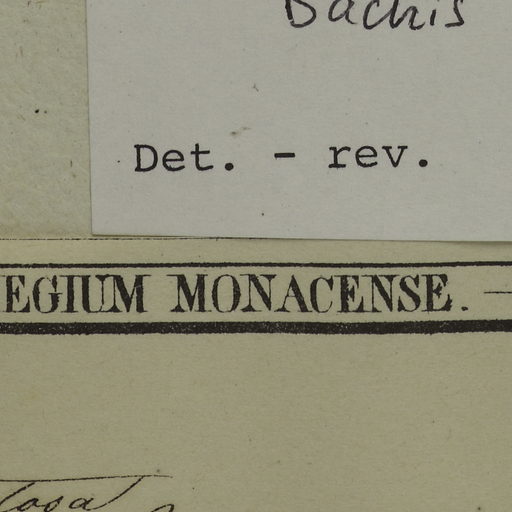 Bachis
Det. - rev.
EGIUM MONACENSE. —